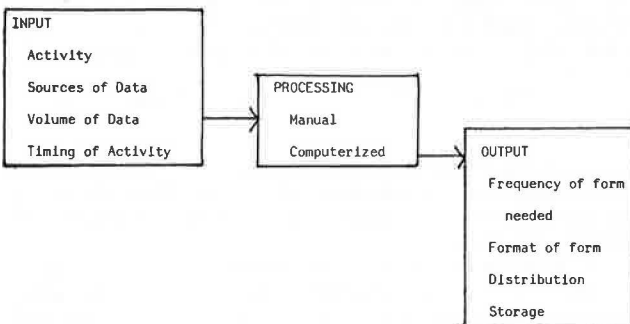 INPUT
Activity
Sources of Data
Volume of Data
Timing of Activity
PROCESSING
Manual
Computerized
OUTPUT
Frequency of form
needed
Format of form
Distribution
Storage